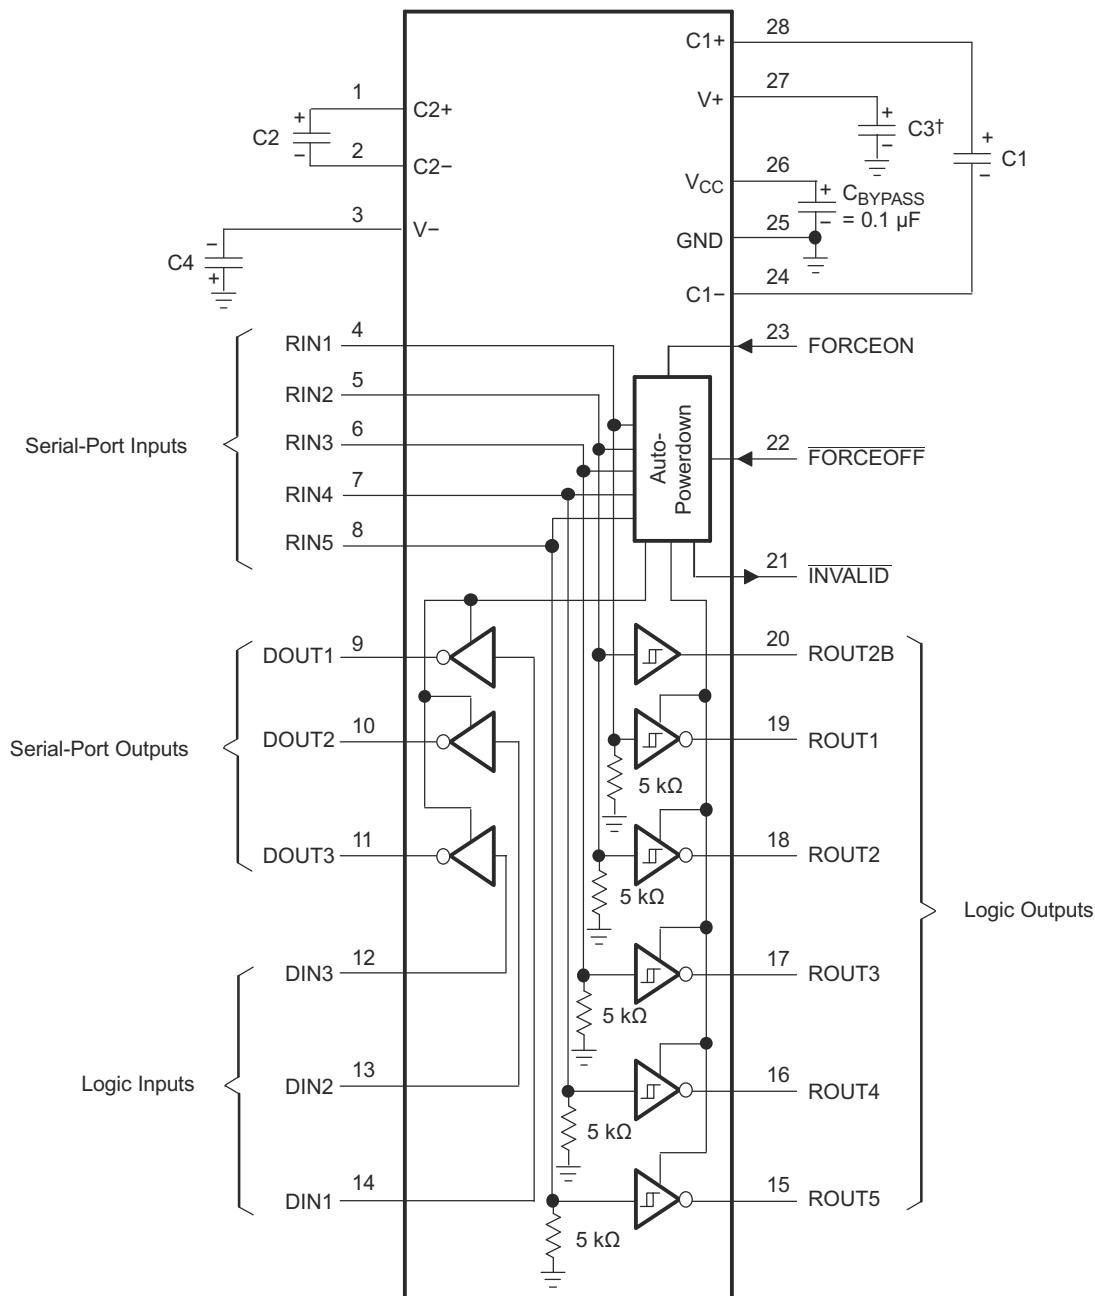 28
C1+
27
V+
1
C2+
+
C2
−
2
C2−
+
C3†
−
+
C1
−
26
VCC
+
CBYPASS
= 0.1 µF
−
25
GND
3
V−
−
C4
+
24
C1−
4
RIN1
23
FORCEON
5
RIN2
6
RIN3
Serial-Port Inputs
Auto-
Powerdown
22
FORCEOFF
7
RIN4
8
RIN5
21
INVALID
9
DOUT1
20
ROUT2B
10
DOUT2
Serial-Port Outputs
19
ROUT1
5 kΩ
11
DOUT3
18
ROUT2
5 kΩ
Logic Outputs
12
DIN3
17
ROUT3
5 kΩ
13
DIN2
Logic Inputs
16
ROUT4
5 kΩ
14
DIN1
15
ROUT5
5 kΩ